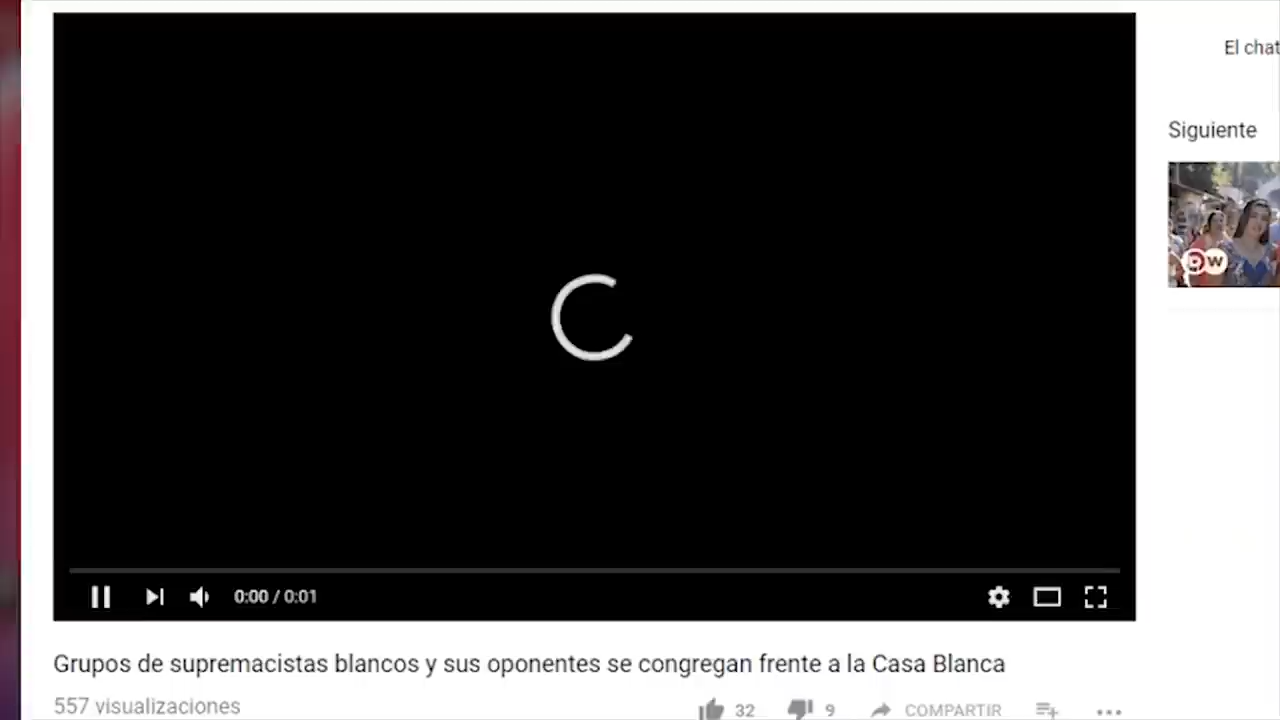 El chat
Siguiente
DW
0:00 / 0:01
Grupos de supremacistas blancos y sus oponentes se congregan frente a la Casa Blanca
557 visualizaciones
32
9
COMPARTIR